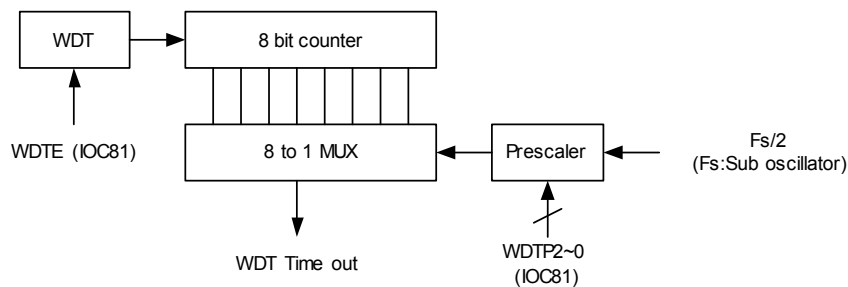 WDT
8 bit counter
WDTE (IOC81)
8 to 1 MUX
Prescaler
Fs/2
(Fs:Sub oscillator)
WDT Time out
WDTP2~0
(IOC81)